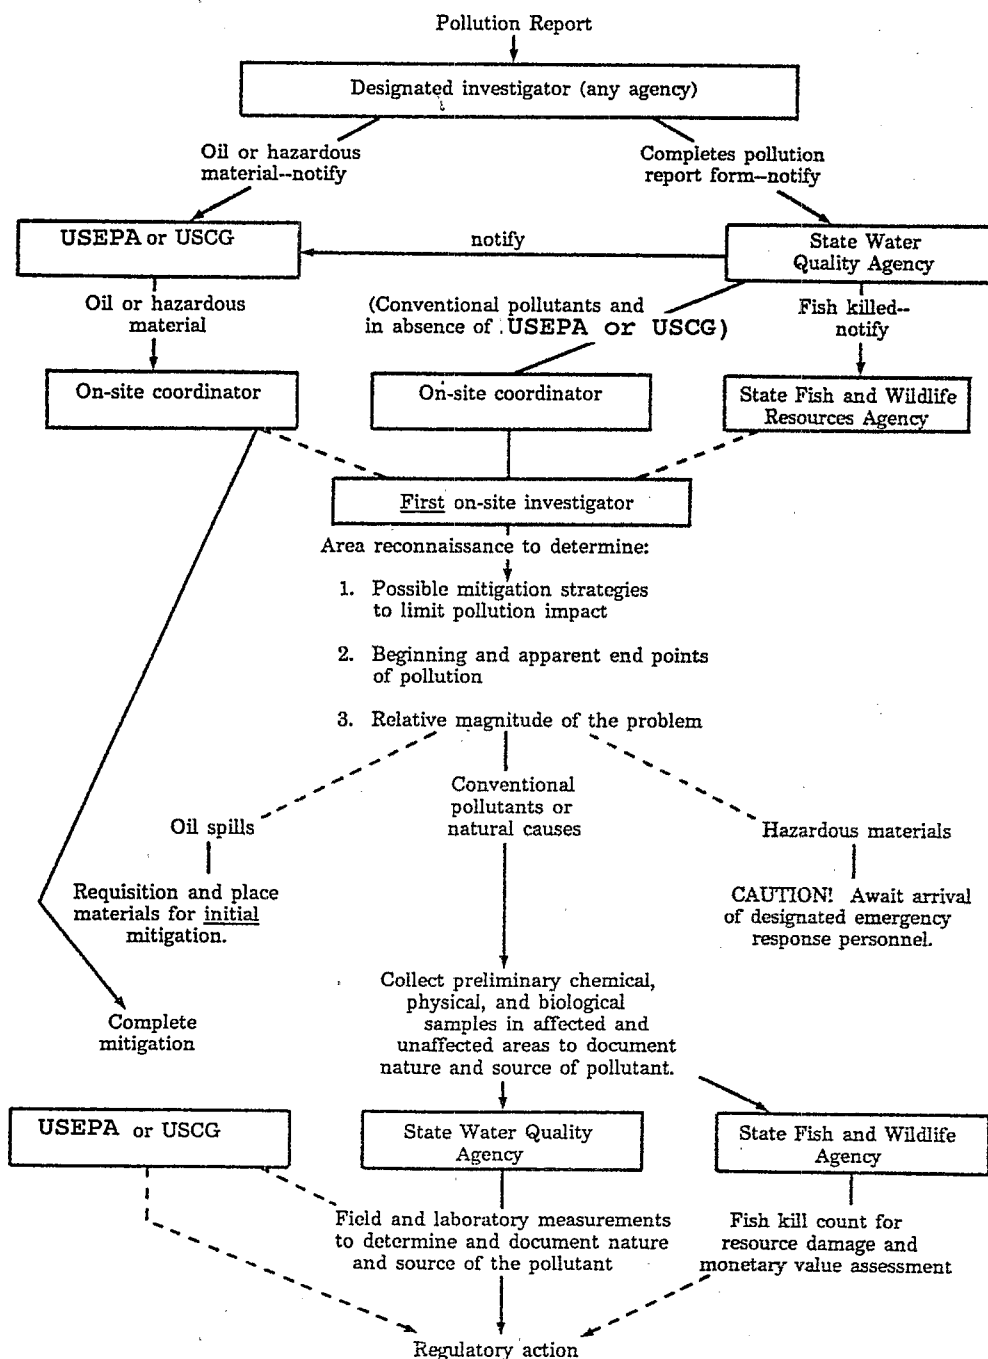 Pollution Report
Designated investigator (any agency)
Oil or hazardous
material--notify
Completes pollution
report form--notify
USEPA or USCG
notify
State Water
Quality Agency
Oil or hazardous
material
(Conventional pollutants and
in absence of USEPA or USCG)
Fish killed--
notify
On-site coordinator
On-site coordinator
State Fish and Wildlife
Resources Agency
First on-site investigator
Area reconnaissance to determine:
1. Possible mitigation strategies
to limit pollution impact
2. Beginning and apparent end points
of pollution
3. Relative magnitude of the problem
Oil spills
Conventional
pollutants or
natural causes
Hazardous materials
Requisition and place
materials for initial
mitigation.
CAUTION! Await arrival
of designated emergency
response personnel.
Complete
mitigation
Collect preliminary chemical,
physical, and biological
samples in affected and
unaffected areas to document
nature and source of pollutant.
USEPA or USCG
State Water Quality
Agency
State Fish and Wildlife
Agency
Field and laboratory measurements
to determine and document nature
and source of the pollutant
Fish kill count for
resource damage and
monetary value assessment
Regulatory action